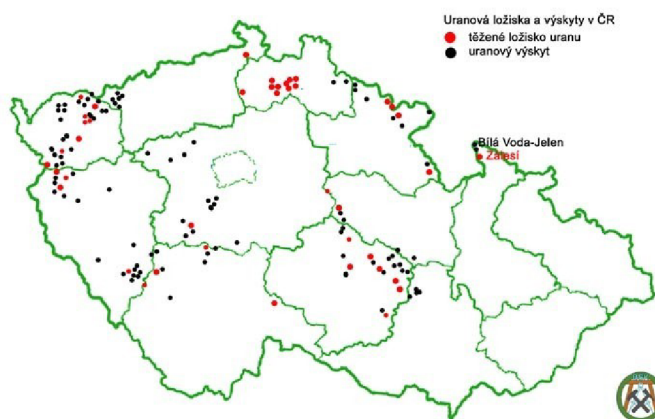 Uranová ložiska a výskyty v ČR
těžené ložisko uranu
uranový výskyt
Bílá Voda-Jelen
Zálesí